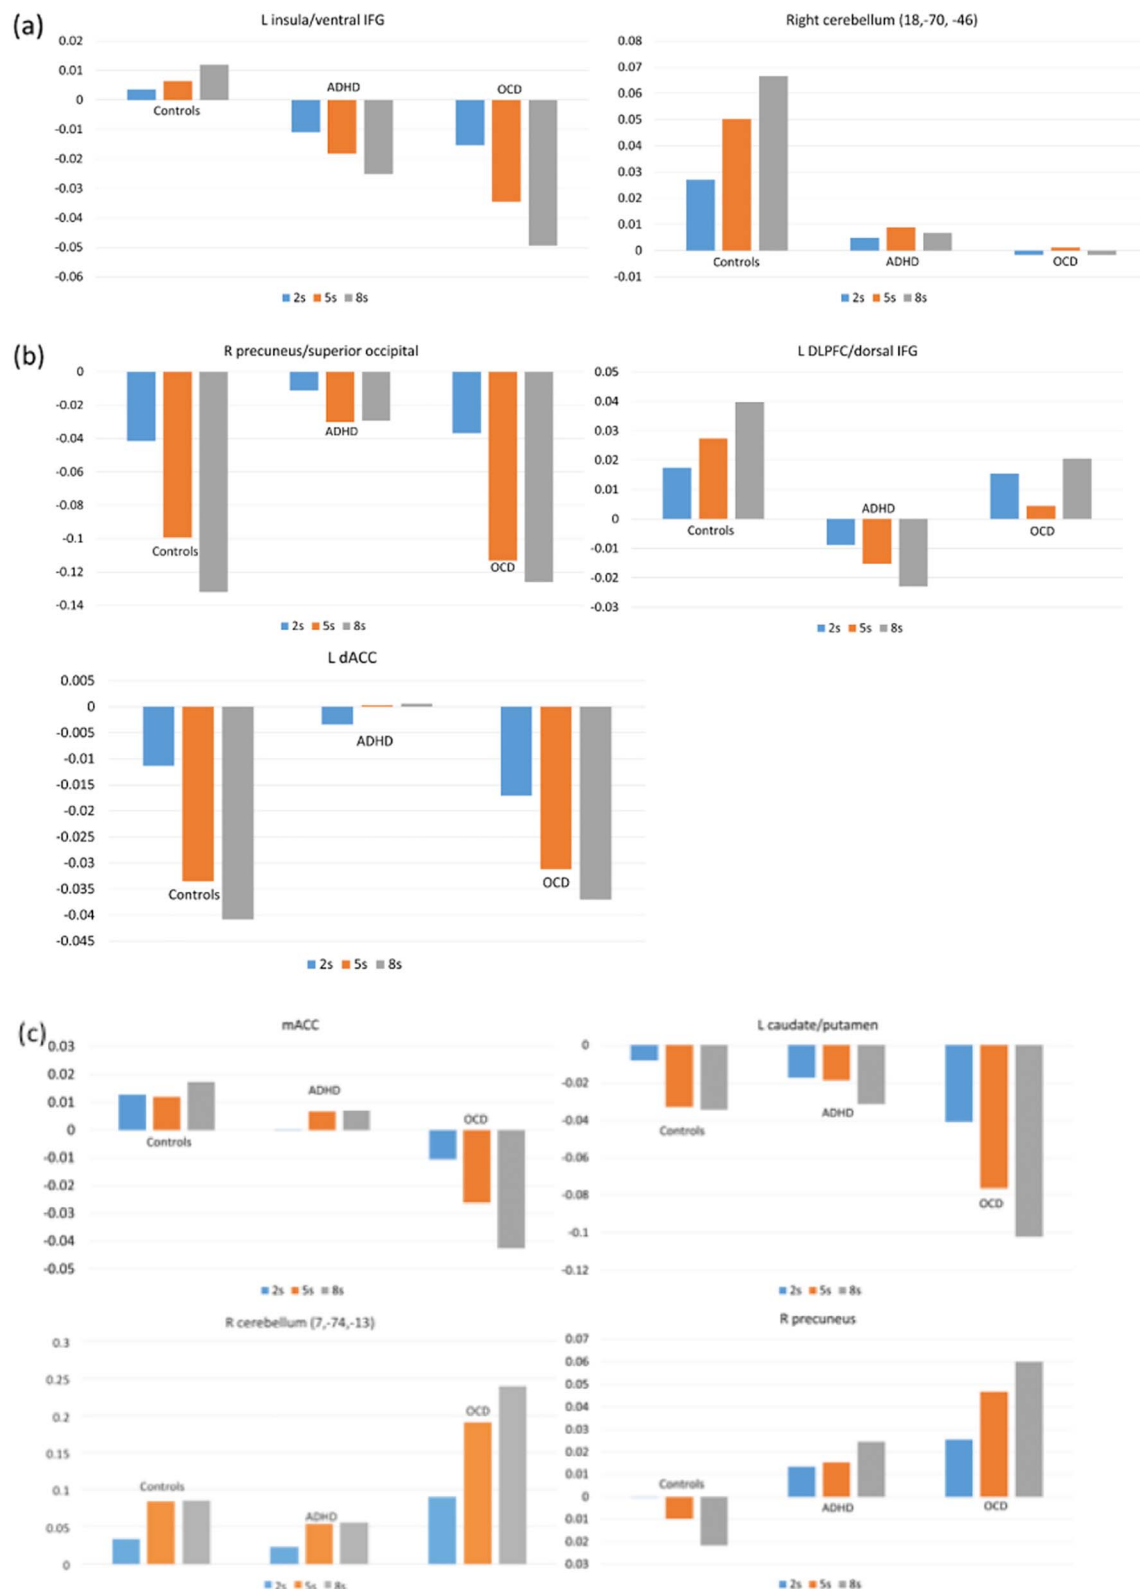 (a)
L insula/ventral IFG
0.02
0.01
0
-0.01
-0.02
-0.03
-0.04
-0.05
-0.06
Controls
ADHD
OCD
2s 5s 8s
Right cerebellum (18,-70, -46)
0.08
0.07
0.06
0.05
0.04
0.03
0.02
0.01
0
-0.01
Controls
ADHD
OCD
2s 5s 8s
(b)
R precuneus/superior occipital
0
-0.02
-0.04
-0.06
-0.08
-0.1
-0.12
-0.14
Controls
ADHD
OCD
2s 5s 8s
L DLPFC/dorsal IFG
0.05
0.04
0.03
0.02
0.01
0
-0.01
-0.02
-0.03
Controls
ADHD
OCD
2s 5s 8s
L dACC
0.005
0
-0.005
-0.01
-0.015
-0.02
-0.025
-0.03
-0.035
-0.04
-0.045
Controls
ADHD
OCD
2s 5s 8s
(c)
mACC
0.03
0.02
0.01
0
-0.01
-0.02
-0.03
-0.04
-0.05
Controls
ADHD
OCD
2s 5s 8s
L caudate/putamen
0
-0.02
-0.04
-0.06
-0.08
-0.1
-0.12
Controls
ADHD
OCD
2s 5s 8s
R cerebellum (7,-74,-13)
0.3
0.25
0.2
0.15
0.1
0.05
0
Controls
ADHD
OCD
2s 5s 8s
R precuneus
0.07
0.06
0.05
0.04
0.03
0.02
0.01
0
0.01
0.02
0.03
Controls
ADHD
OCD
2s 5s 8s